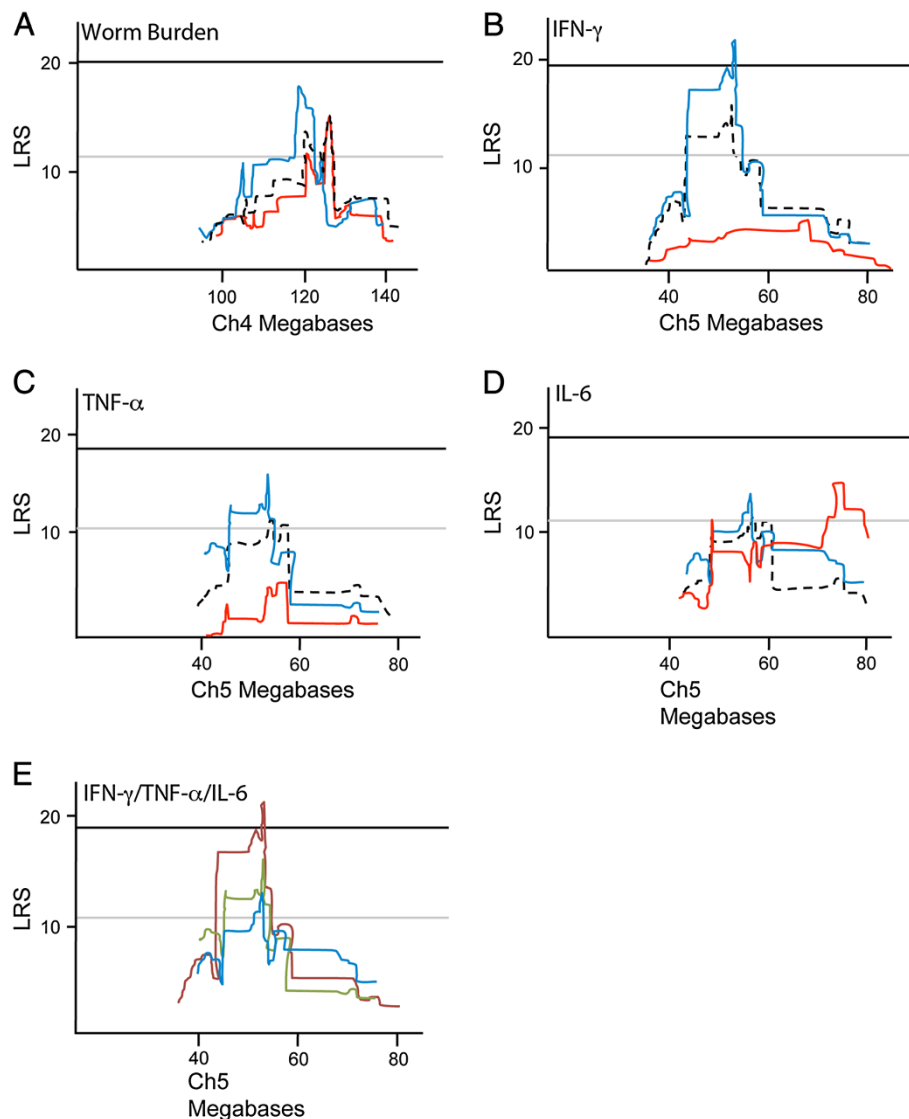 A
Worm Burden
20
LRS
10
100 120 140
Ch4 Megabases
B
IFN-γ
20
LRS
10
40 60 80
Ch5 Megabases
C
TNF-α
20
LRS
10
40 60 80
Ch5 Megabases
D
IL-6
20
LRS
10
40 60 80
Ch5
Megabases
E
IFN-γ/TNF-α/IL-6
20
LRS
10
40 60 80
Ch5
Megabases